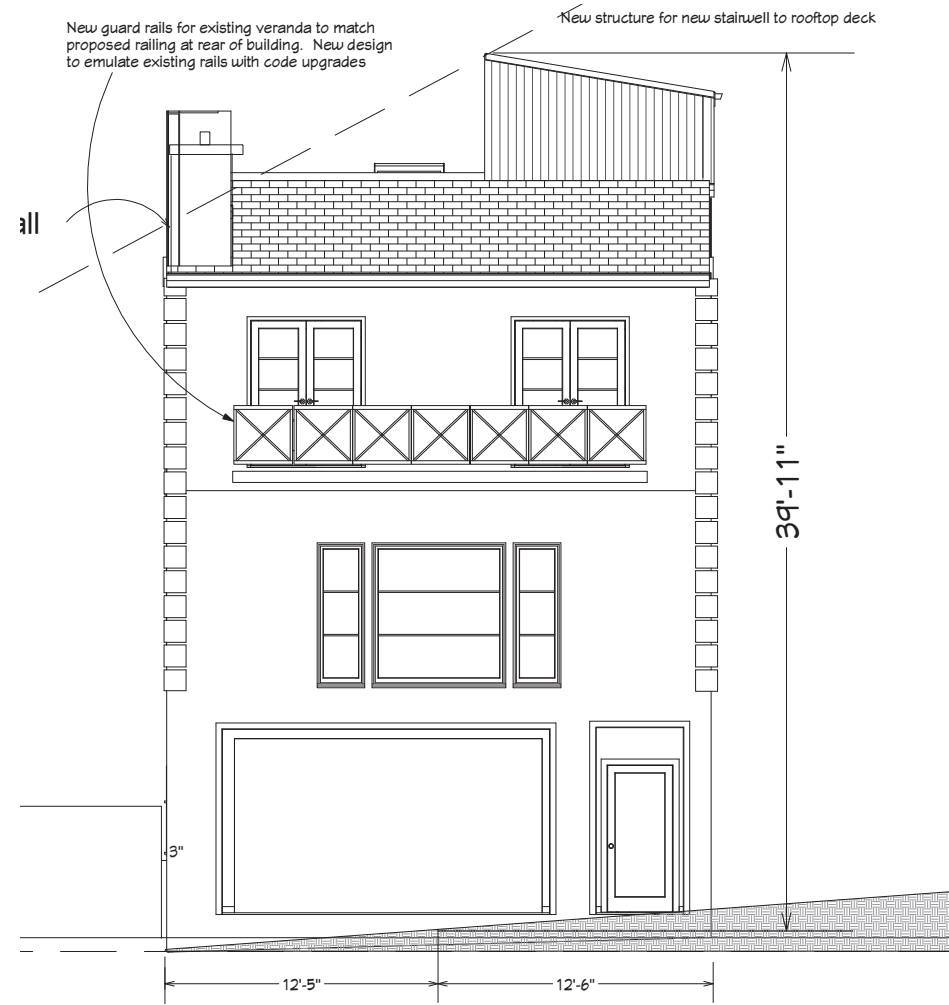 New guard rails for existing veranda to match
proposed railing at rear of building. New design
to emulate existing rails with code upgrades
New structure for new stairwell to rooftop deck
all
39'-11"
3"
12'-5"
12'-6"